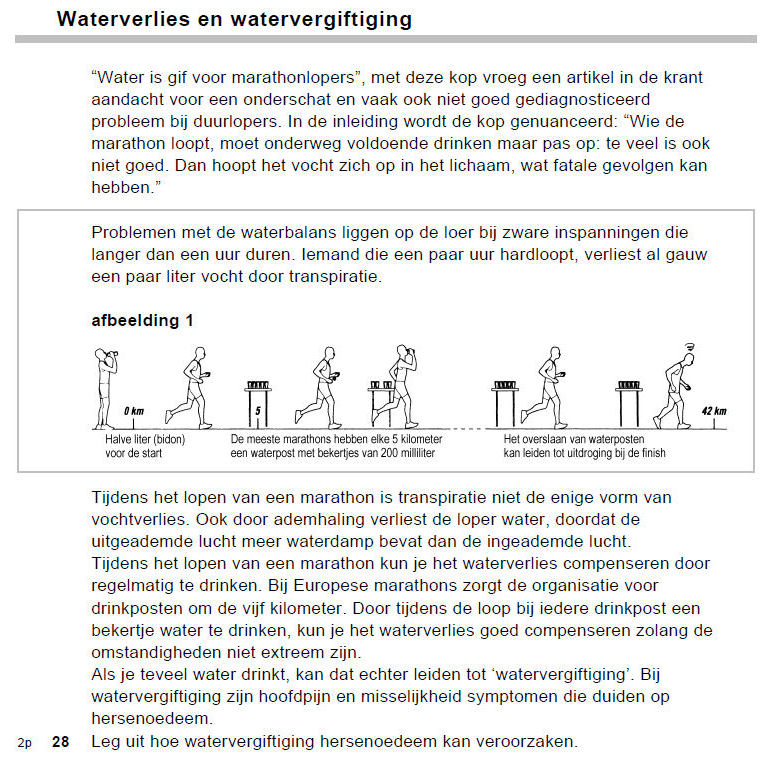 Waterverlies en watervergiftiging
“Water is gif voor marathonlopers”, met deze kop vroeg een artikel in de krant
aandacht voor een onderschat en vaak ook niet goed gediagnosticeerd
probleem bij duurlopers. In de inleiding wordt de kop genuanceerd: “Wie de
marathon loopt, moet onderweg voldoende drinken maar pas op: te veel is ook
niet goed. Dan hoopt het vocht zich op in het lichaam, wat fatale gevolgen kan
hebben.”
Problemen met de waterbalans liggen op de loer bij zware inspanningen die
langer dan een uur duren. Iemand die een paar uur hardloopt, verliest al gauw
een paar liter vocht door transpiratie.
afbeelding 1
0 km
5
42 km
Halve liter (bidon)
voor de start
De meeste marathons hebben elke 5 kilometer
een waterpost met bekertjes van 200 milliliter
Het overslaan van waterposten
kan leiden tot uitdroging bij de finish
Tijdens het lopen van een marathon is transpiratie niet de enige vorm van
vochtverlies. Ook door ademhaling verliest de loper water, doordat de
uitgeademde lucht meer waterdamp bevat dan de ingeademde lucht.
Tijdens het lopen van een marathon kun je het waterverlies compenseren door
regelmatig te drinken. Bij Europese marathons zorgt de organisatie voor
drinkposten om de vijf kilometer. Door tijdens de loop bij iedere drinkpost een
bekertje water te drinken, kun je het waterverlies goed compenseren zolang de
omstandigheden niet extreem zijn.
Als je teveel water drinkt, kan dat echter leiden tot ‘watervergiftiging’. Bij
watervergiftiging zijn hoofdpijn en misselijkheid symptomen die duiden op
hersenoedeem.
2p 28 Leg uit hoe watervergiftiging hersenoedeem kan veroorzaken.